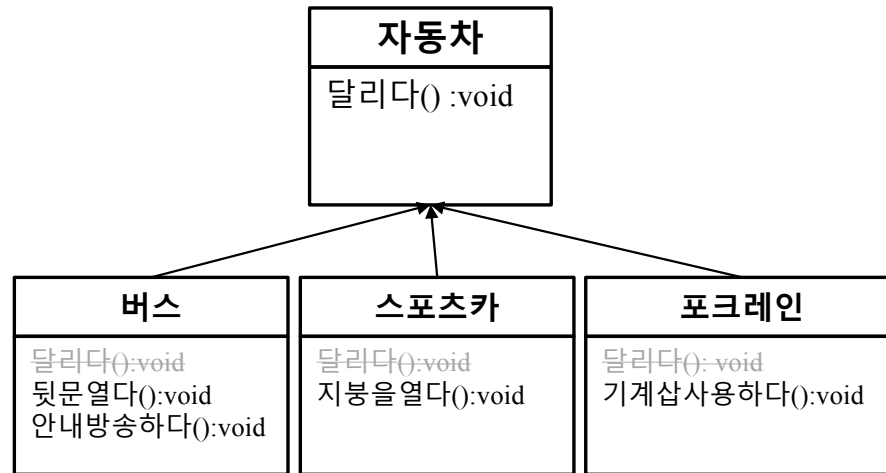 자동차
달리다() :void
버스
달리다():void
뒷문열다():void
안내방송하다():void
스포츠카
달리다():void
지붕을열다():void
포크레인
달리다(): void
기계삽사용하다():void